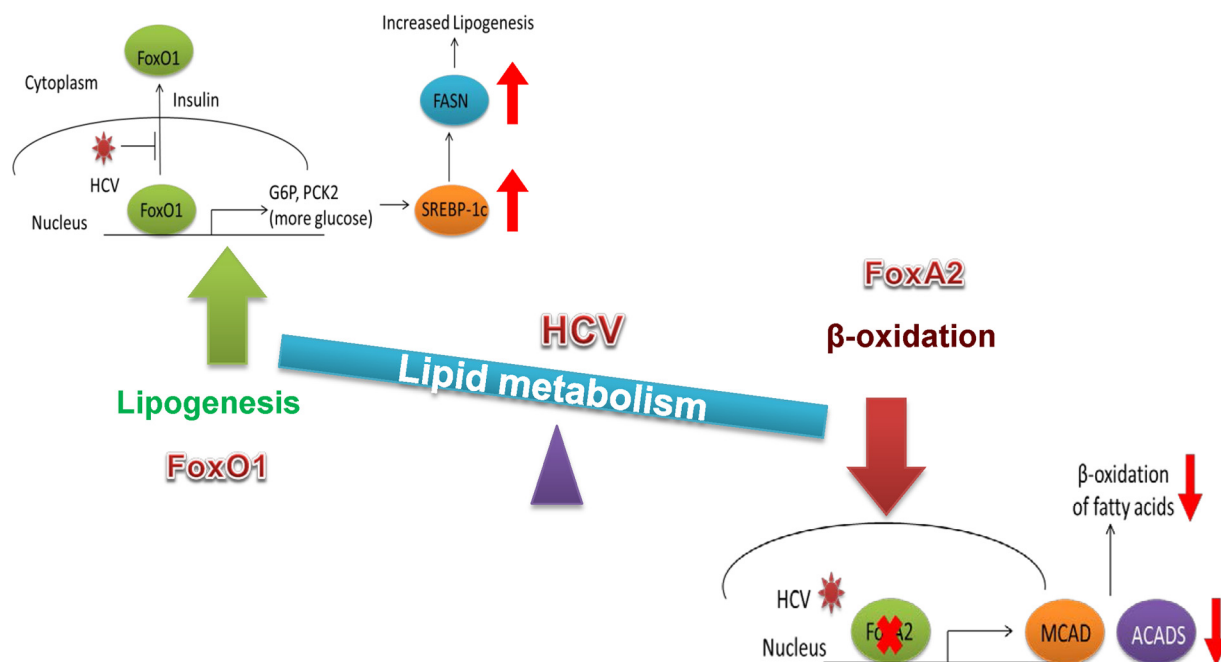 Increased Lipogenesis
FoxO1
Cytoplasm
Insulin
FASN
HCV
G6P, PCK2
(more glucose)
FoxO1
SREBP-1c
Nucleus
FoxA2
HCV
β-oxidation
Lipid metabolism
Lipogenesis
FoxO1
β-oxidation
of fatty acids
HCV
FoxA2
MCAD
ACADS
Nucleus